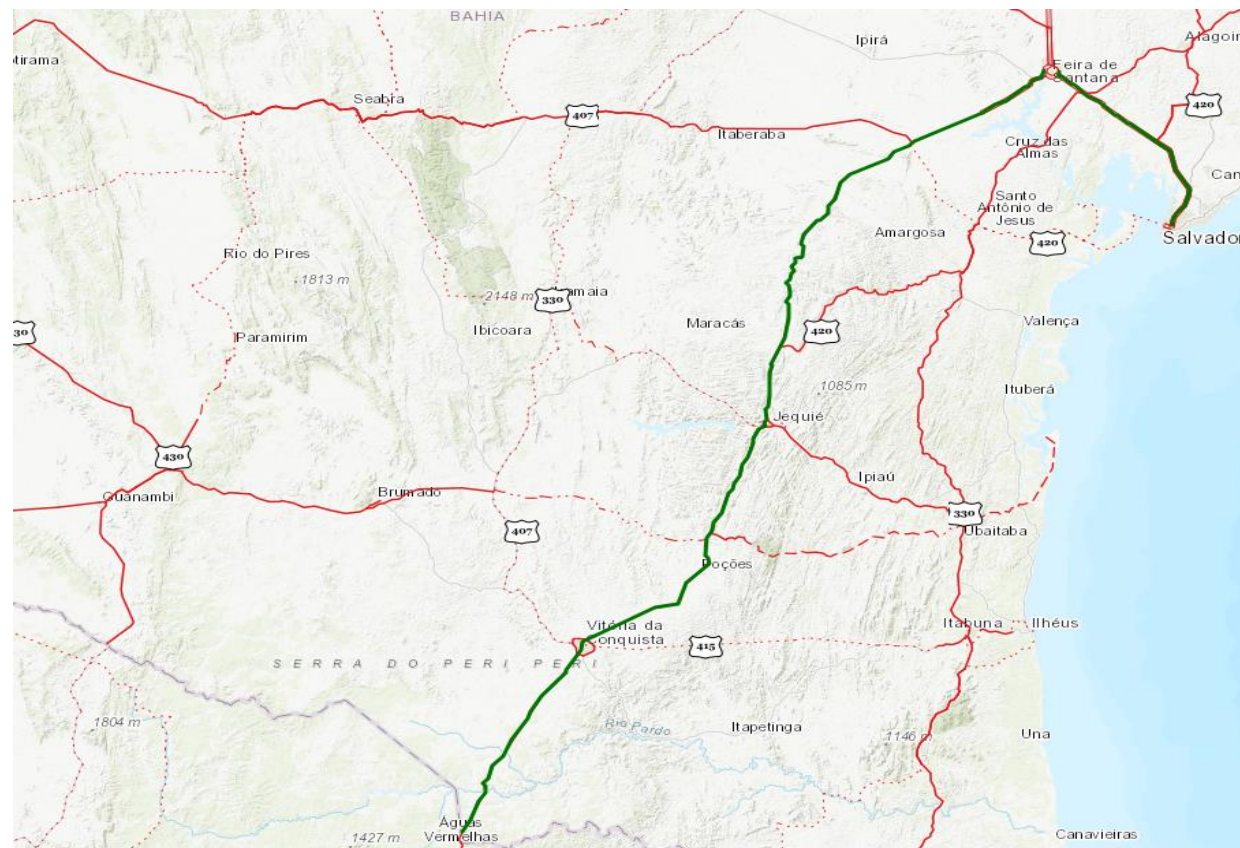 BAHIA
Ipirá
Alagoin
otirama
Feira de
Santana
Seabra
420
407
Itaberaba
Cruz das
Almas
Can
Santo
Antônio de
Jesus
Amargosa
420
Salvador
Rio do Pires
1813 m
2148 m
330
Ibicoara
Maracás
420
Valença
30
Paramirim
1085 m
Ituberá
Jequié
430
Ipiaú
Guanambi
Brumado
330
407
Ubaitaba
Poções
Vitória da
Conquista
Itabuna
Ilhéus
415
SERRA DO PERI PERI
1804 m
Rio Pardo
Itapetinga
1146 m
Una
Águas
Vermelhas
1427 m
Canavieiras